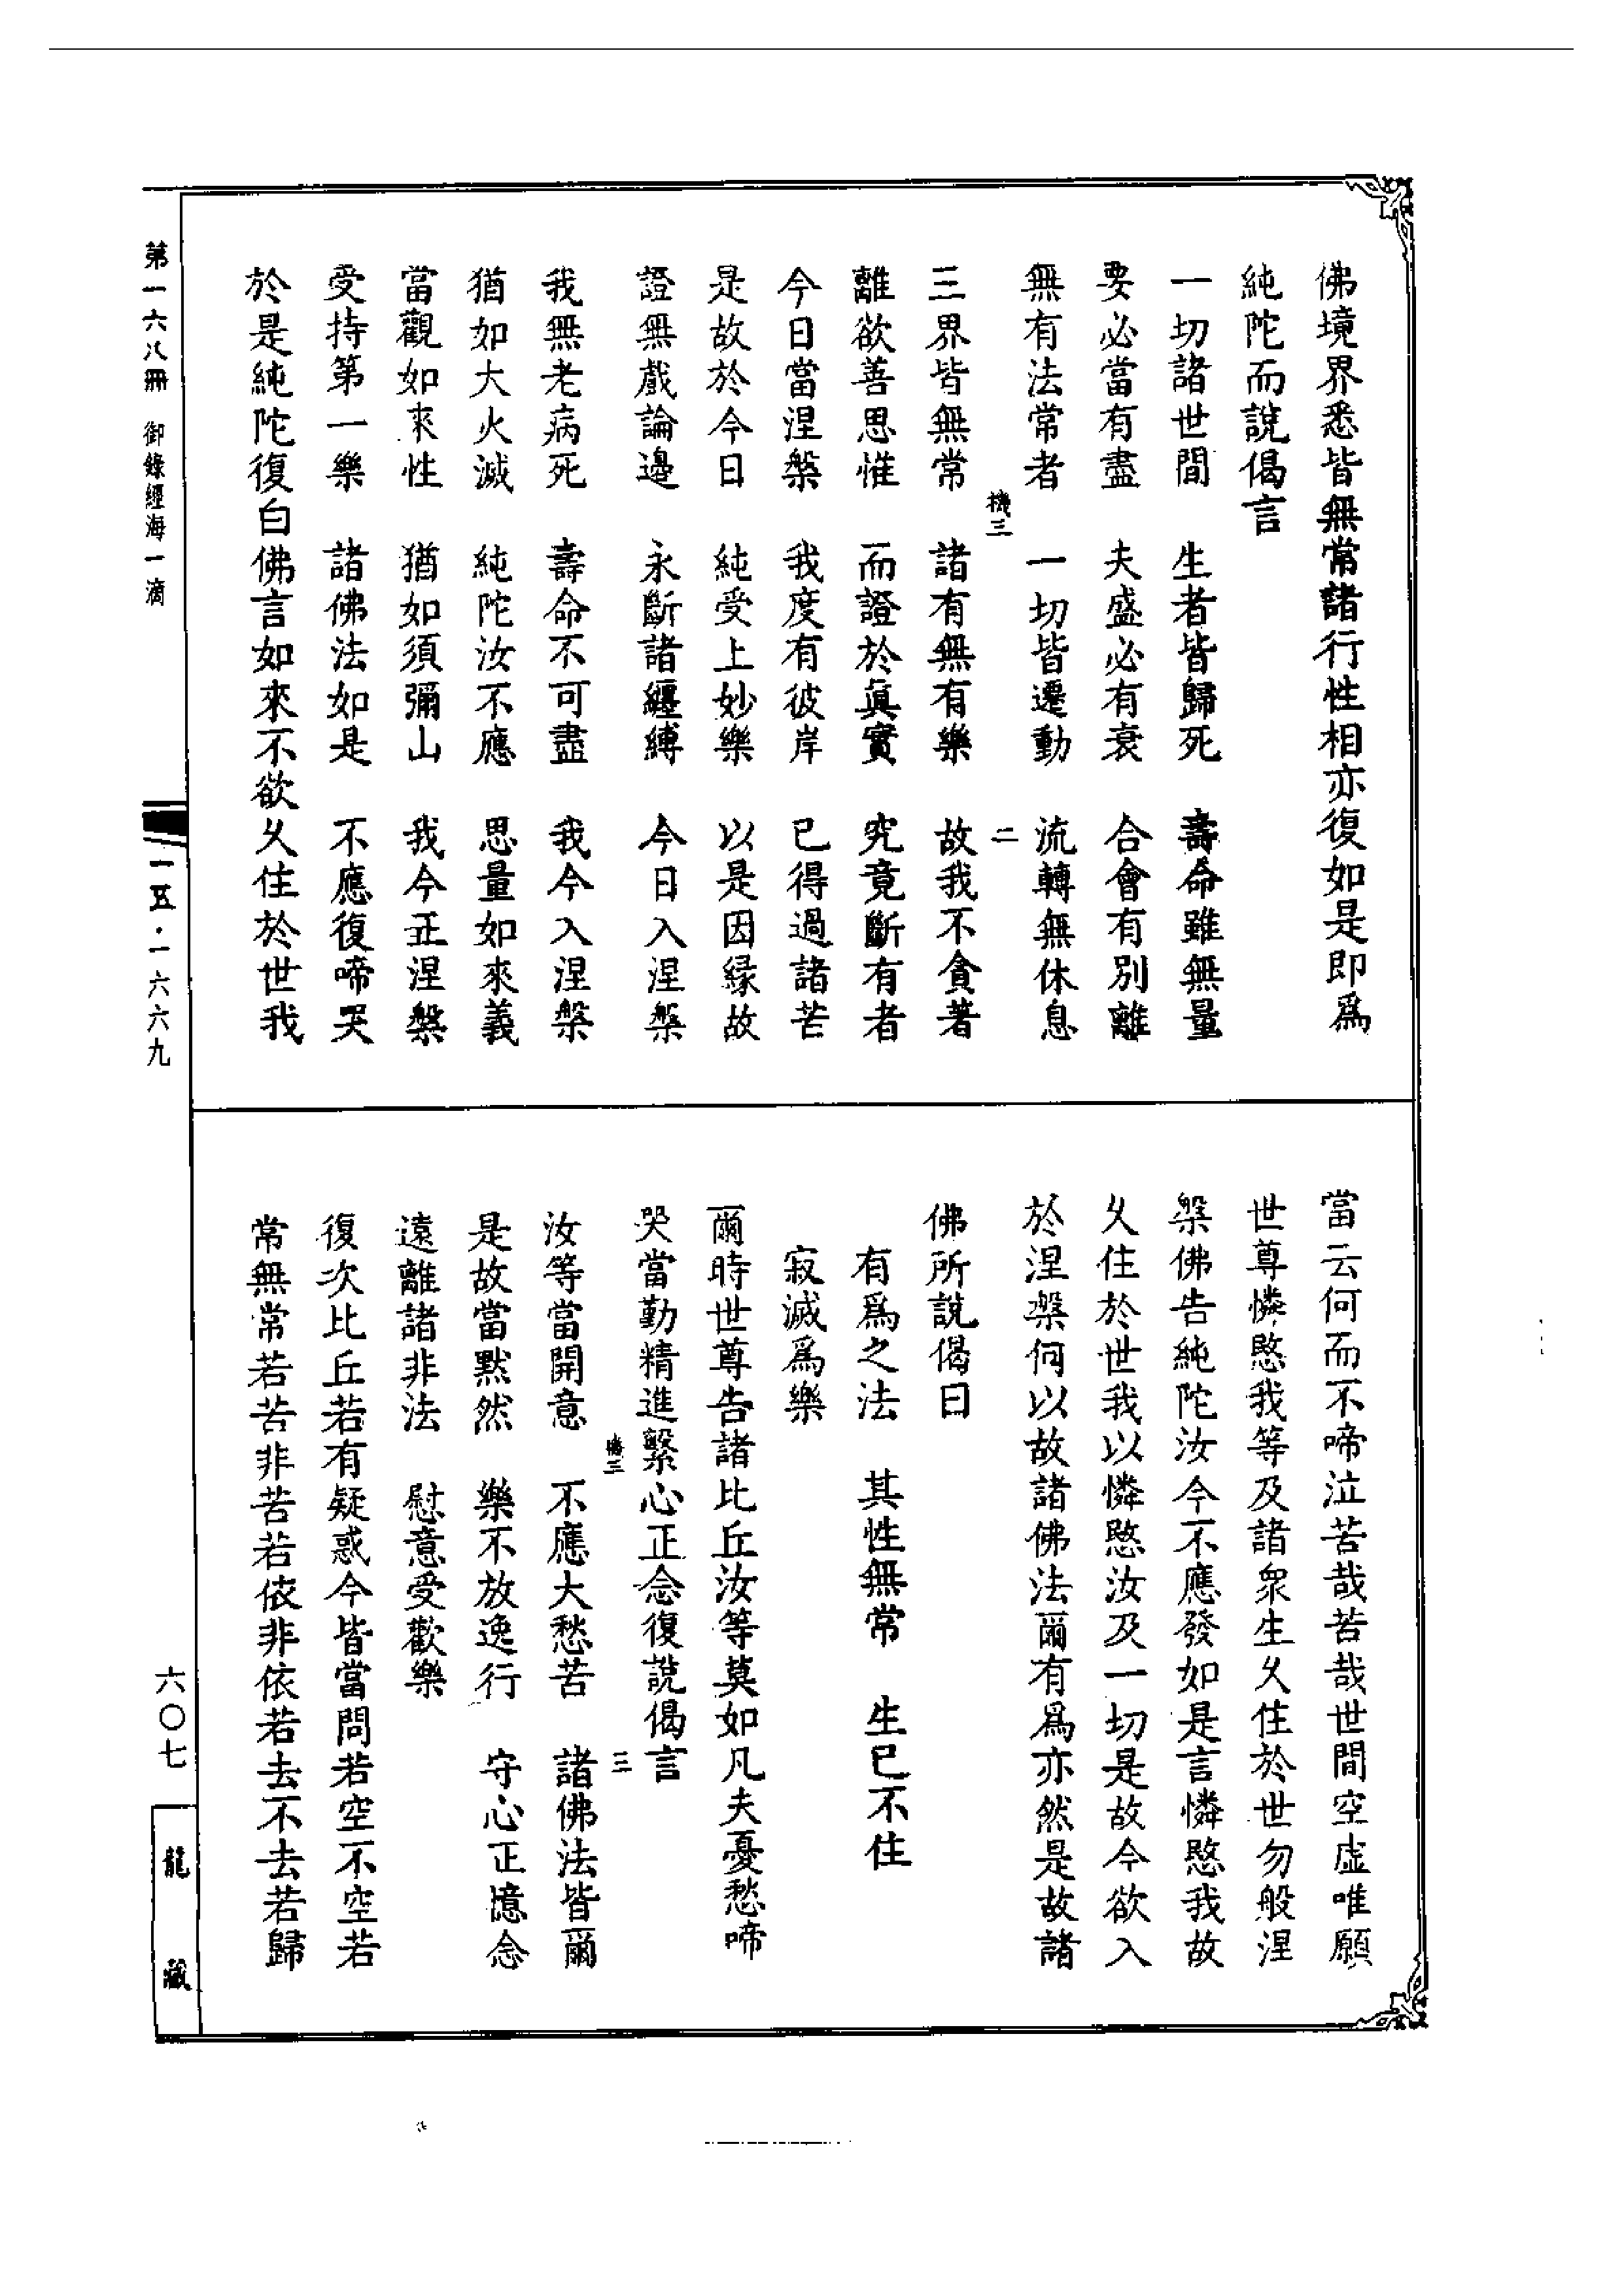 佛境界悉皆無常諸行性相亦復如是即爲
純陀而說偈言
一切諸世間　生者皆歸死　壽命雖無量
要必當有盡　夫盛必有衰　合會有別離
無有法常者　一切皆遷動　流轉無休息
機三　二
三界皆無常　諸有無有樂　故我不貪著
離欲善思惟　而證於眞實　究竟斷有者
今日當涅槃　我度有彼岸　已得過諸苦
是故於今日　純受上妙樂　以是因緣故
證無戲論邊　永斷諸纏縛　今日入涅槃
我無老病死　壽命不可盡　我今入涅槃
猶如大火滅　純陀汝不應　思量如來義
當觀如來性　猶如須彌山　我今正涅槃
受持第一樂　諸佛法如是　不應復啼哭
於是純陀復白佛言如來不欲久住於世我
當云何而不啼泣苦哉苦哉世間空虛唯願
世尊憐愍我等及諸衆生久住於世勿般涅
槃佛告純陀汝今不應發如是言憐愍我故
久住於世我以憐愍汝及一切是故今欲入
於涅槃何以故諸佛法爾有爲亦然是故諸
佛所說偈曰
有爲之法　其性無常　生已不住
寂滅爲樂
爾時世尊告諸比丘汝等莫如凡夫憂愁啼
哭當勤精進繫心正念復說偈言
機三　三
汝等當開意　不應大愁苦　諸佛法皆爾
是故當默然　樂不放逸行　守心正憶念
遠離諸非法　慰意受歡樂
復次比丘若有疑惑今皆當問若空不空若
常無常若苦非苦若依非依若去不去若歸
第一六八冊　御錄經海一滴
一五·一六六九
六〇七
龍藏